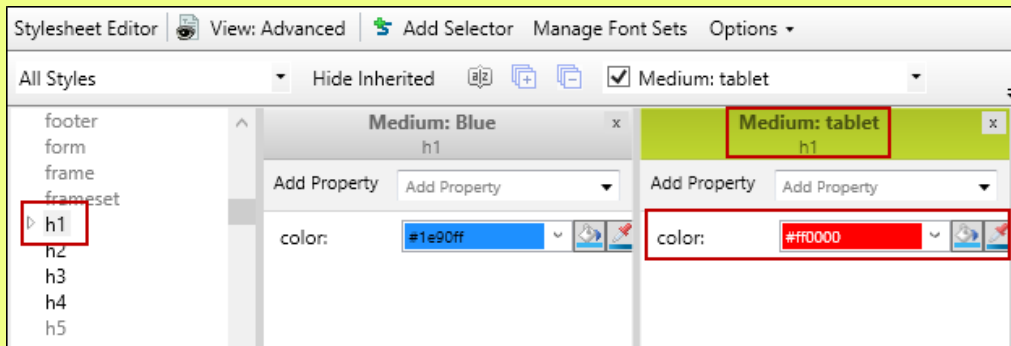 Stylesheet Editor View: Advanced Add Selector Manage Font Sets Options
All Styles Hide Inherited a z Medium: tablet
footer
form
frame
frameset
h1
h2
h3
h4
h5
Medium: Blue x
h1
Add Property Add Property
color: #1e90ff
Medium: tablet x
h1
Add Property Add Property
color: #ff0000